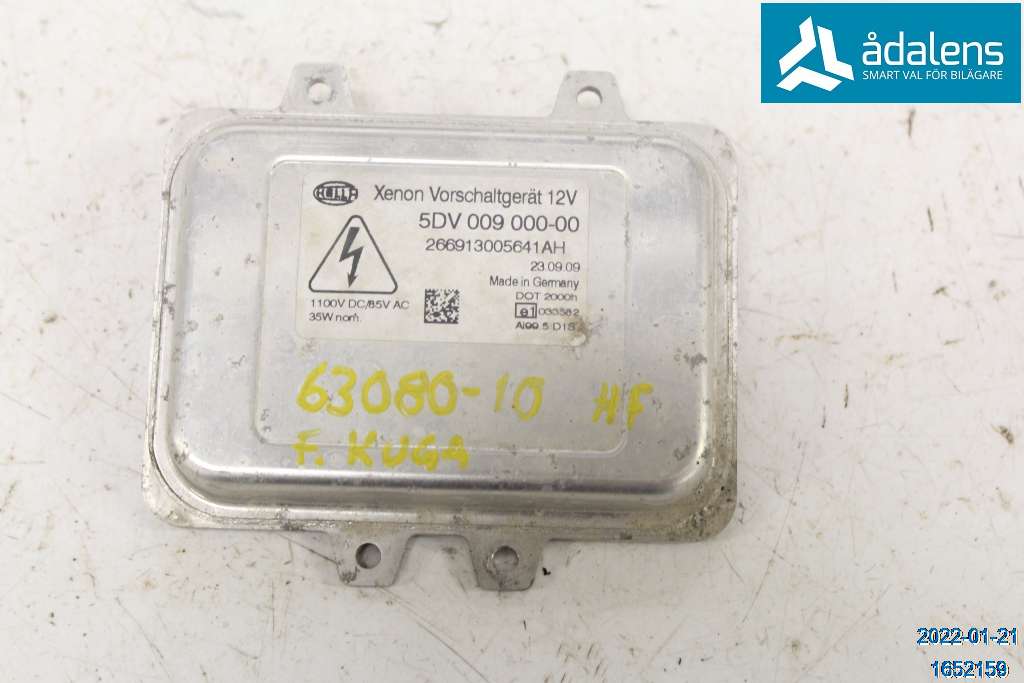 ådalens
SMART VAL FÖR BILÄGARE
HELLA
Xenon Vorschaltgerät 12V
5DV 009 000-00
266913005641AH
23.09.09
Made in Germany
DOT 2000h
1100V DC/85V AC
35W nom.
e1 033562
AI99.5 D1S
63080-10 HF
F. KUGA
2022-01-21
1652159